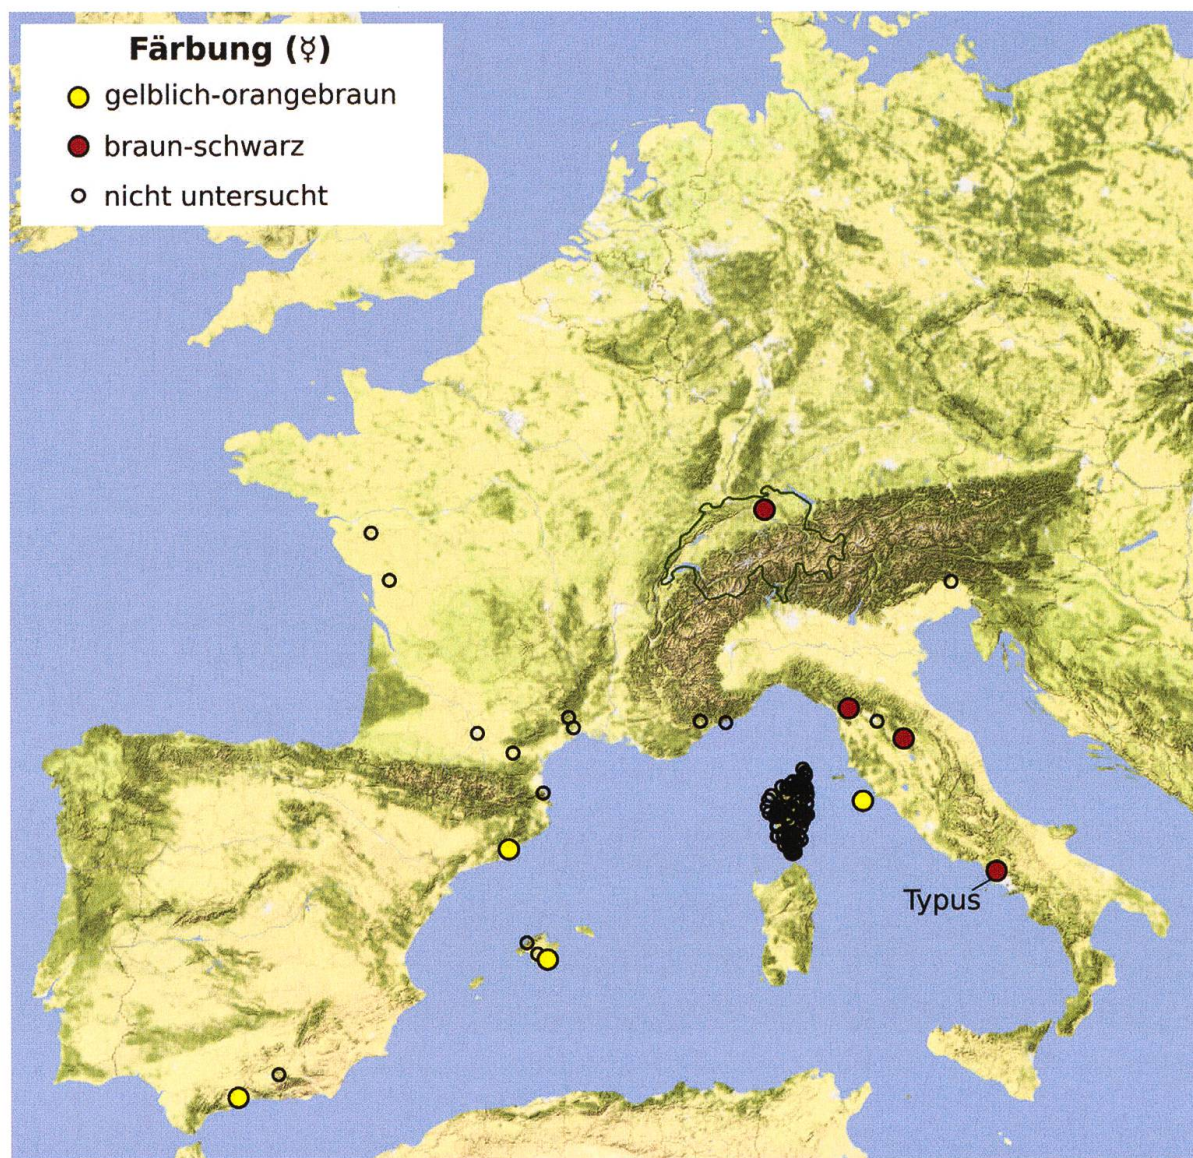 Färbung (☿)
gelblich-orangebraun
braun-schwarz
nicht untersucht
Typus